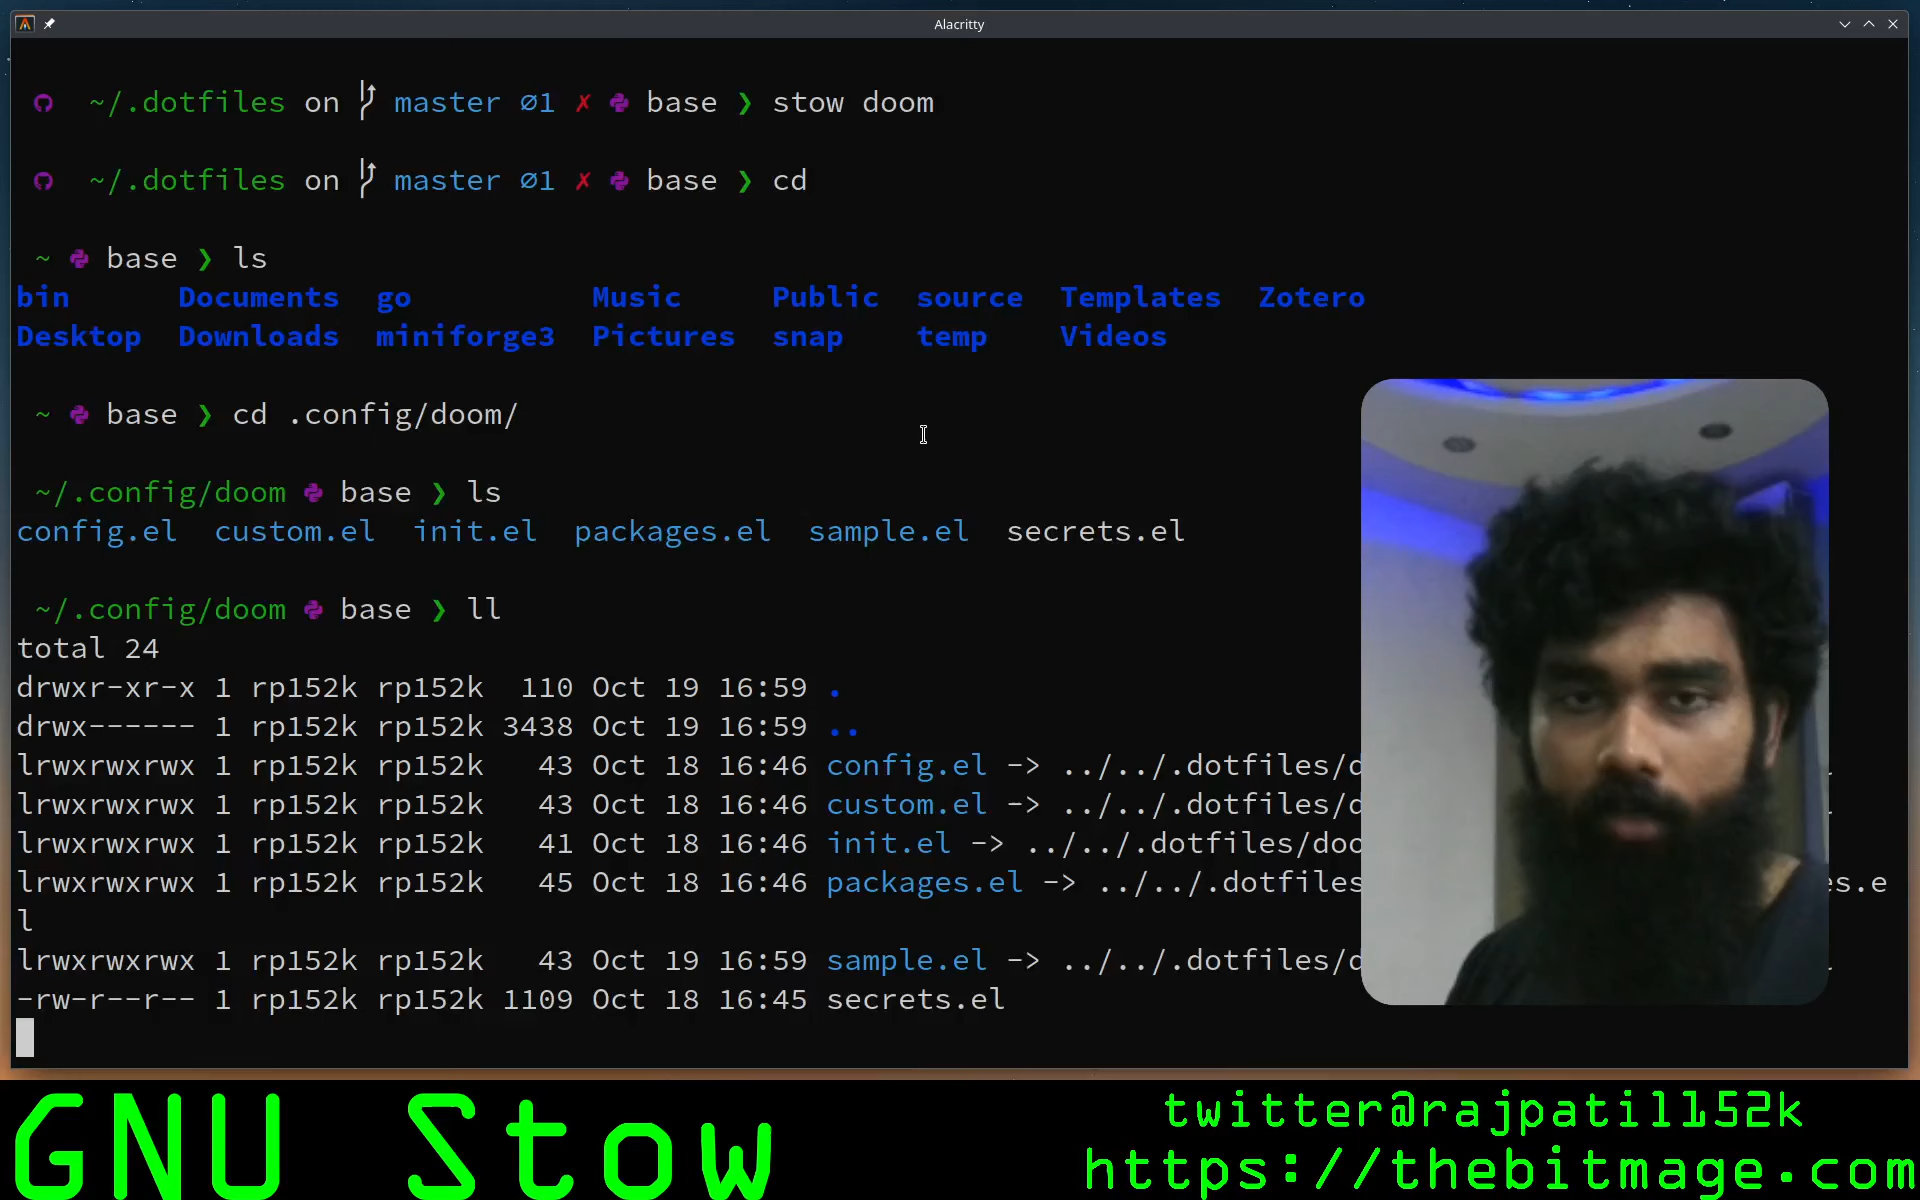 Alacritty
~/.dotfiles on master ∅1 ✗ base ❯ stow doom
~/.dotfiles on master ∅1 ✗ base ❯ cd
~ base ❯ ls
bin Documents go Music Public source Templates Zotero
Desktop Downloads miniforge3 Pictures snap temp Videos
~ base ❯ cd .config/doom/
~/.config/doom base ❯ ls
config.el custom.el init.el packages.el sample.el secrets.el
~/.config/doom base ❯ ll
total 24
drwxr-xr-x 1 rp152k rp152k 110 Oct 19 16:59 .
drwx------ 1 rp152k rp152k 3438 Oct 19 16:59 ..
lrwxrwxrwx 1 rp152k rp152k 43 Oct 18 16:46 config.el -> ../../.dotfiles/d
lrwxrwxrwx 1 rp152k rp152k 43 Oct 18 16:46 custom.el -> ../../.dotfiles/d
lrwxrwxrwx 1 rp152k rp152k 41 Oct 18 16:46 init.el -> ../../.dotfiles/doo
lrwxrwxrwx 1 rp152k rp152k 45 Oct 18 16:46 packages.el -> ../../.dotfiles es.e
l
lrwxrwxrwx 1 rp152k rp152k 43 Oct 19 16:59 sample.el -> ../../.dotfiles/d
-rw-r--r-- 1 rp152k rp152k 1109 Oct 18 16:45 secrets.el
GNU Stow
twitter@rajpatil152k
https://thebitmage.com